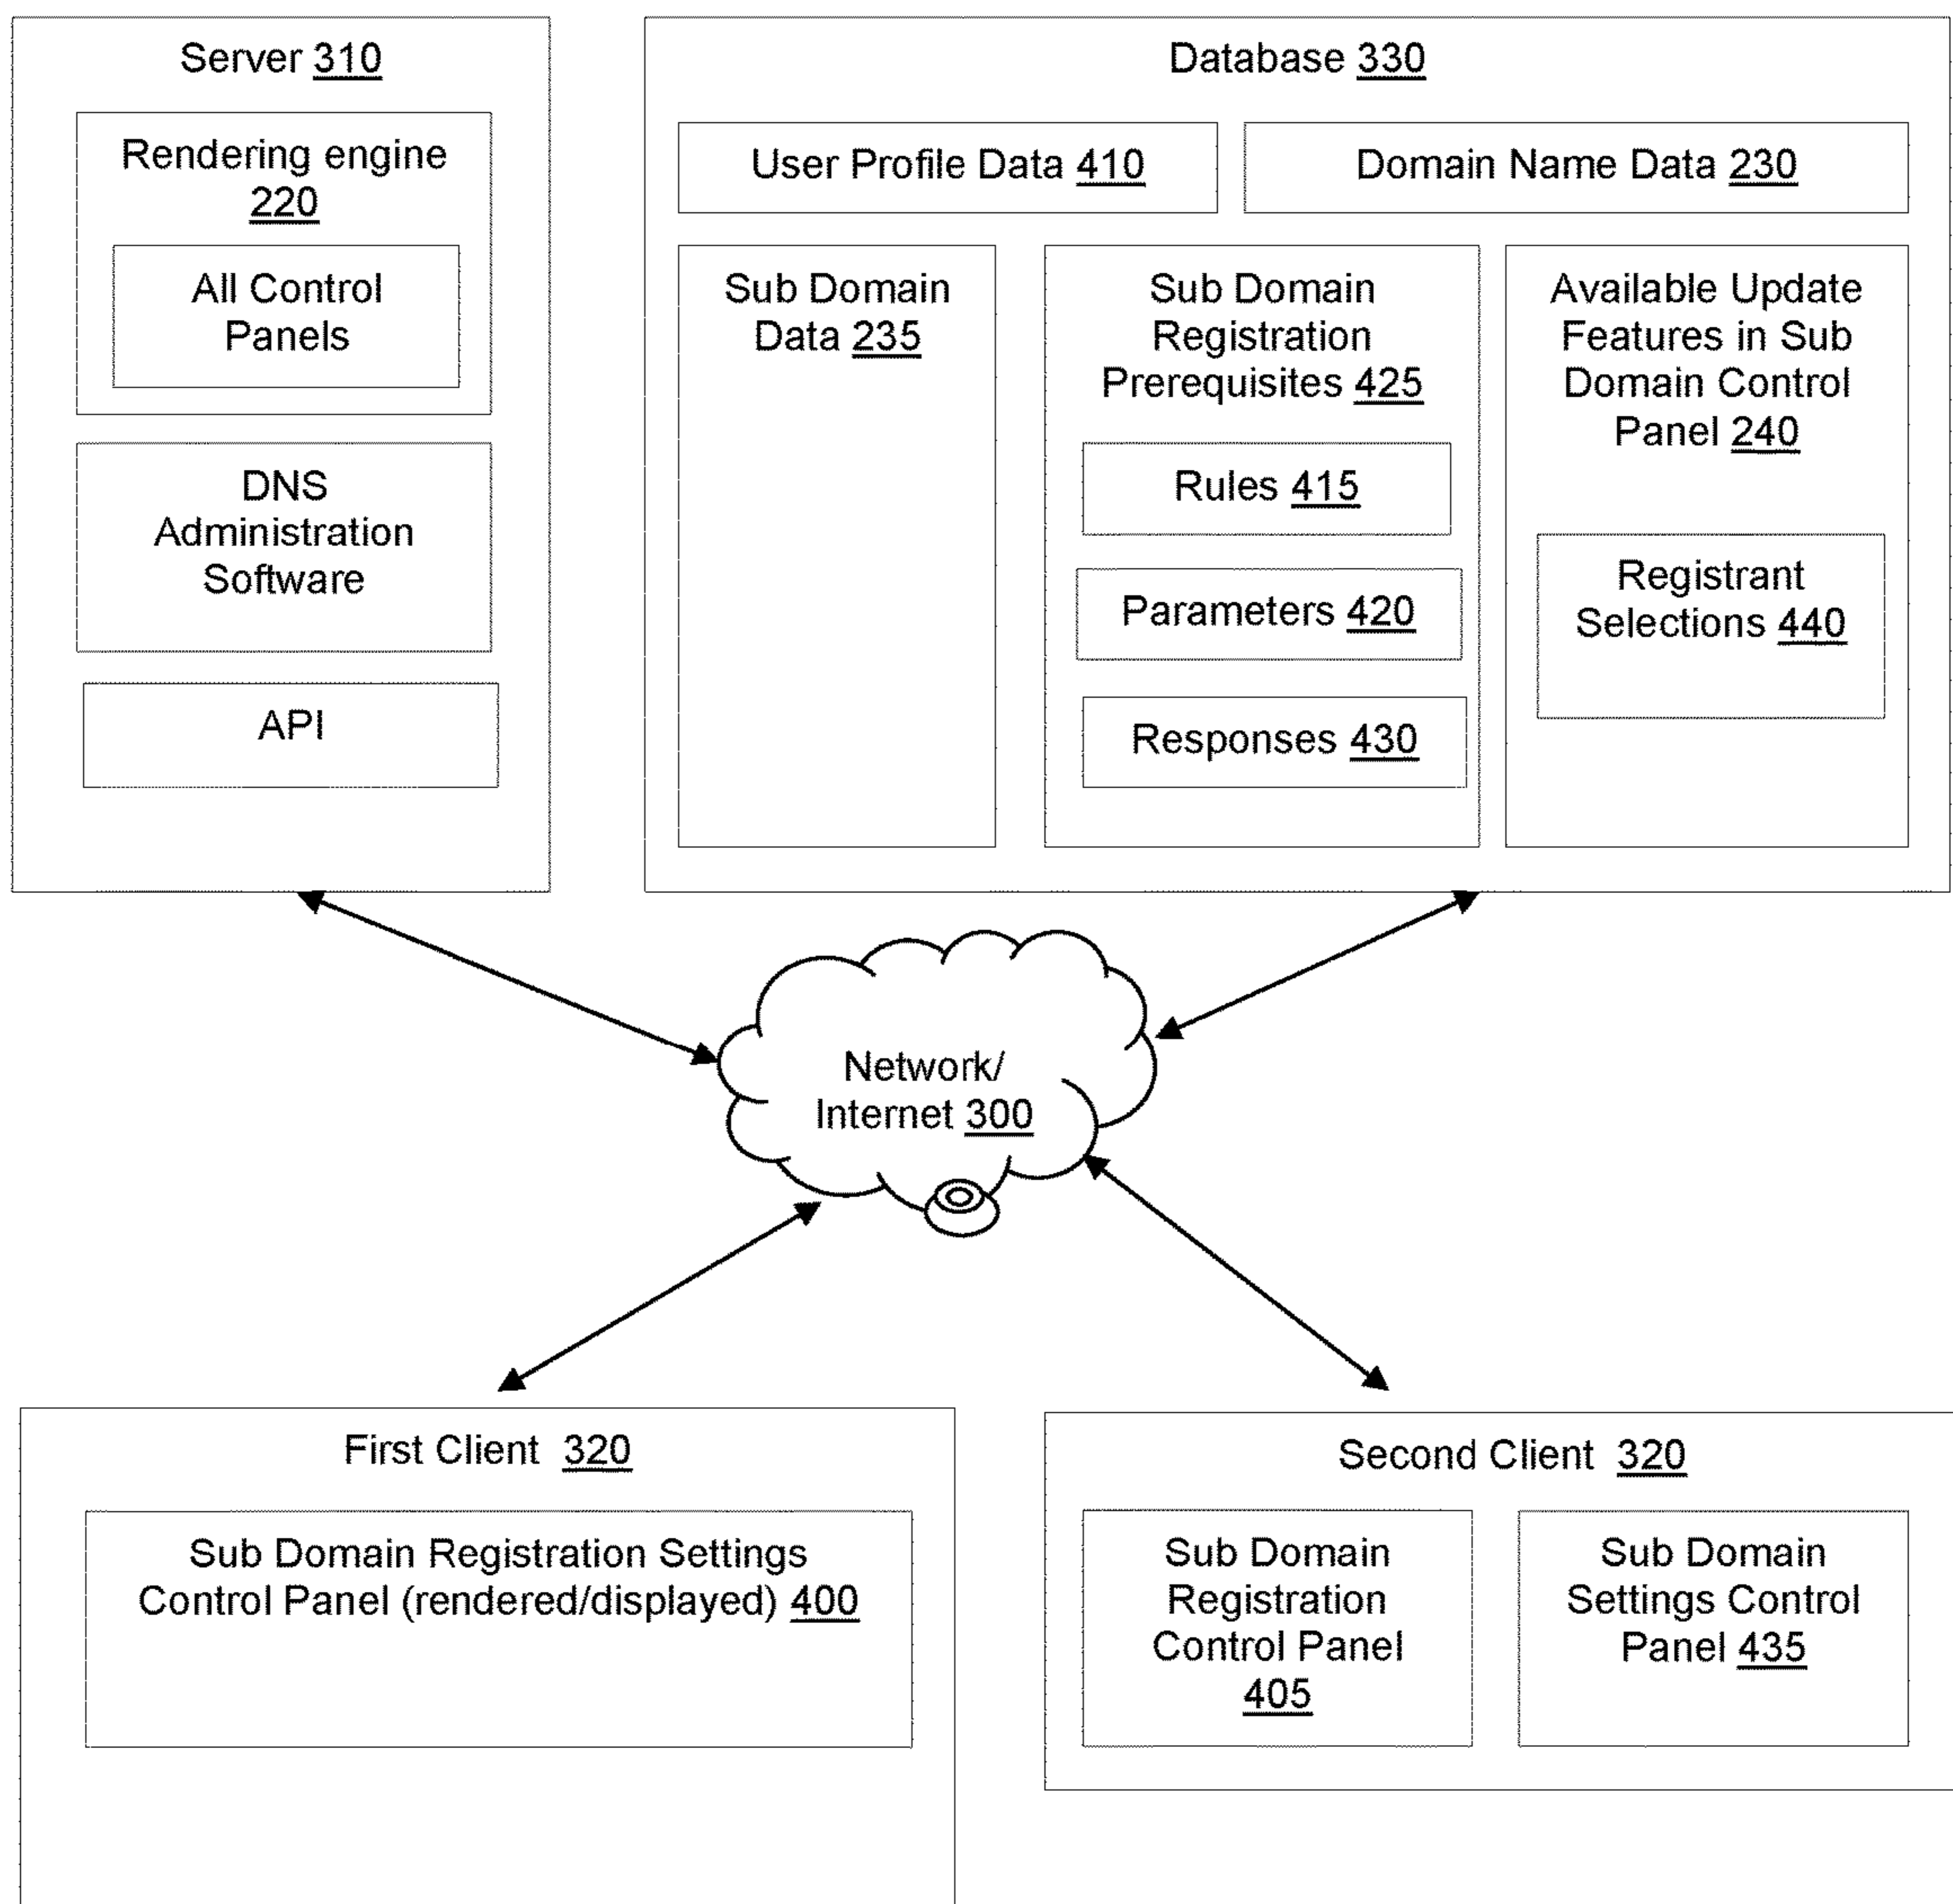 Server 310
Rendering engine
220
All Control
Panels
DNS
Administration
Software
API
Database 330
User Profile Data 410
Domain Name Data 230
Sub Domain
Data 235
Sub Domain
Registration
Prerequisites 425
Rules 415
Parameters 420
Responses 430
Available Update
Features in Sub
Domain Control
Panel 240
Registrant
Selections 440
Network/
Internet 300
First Client 320
Sub Domain Registration Settings
Control Panel (rendered/displayed) 400
Second Client 320
Sub Domain
Registration
Control Panel
405
Sub Domain
Settings Control
Panel 435